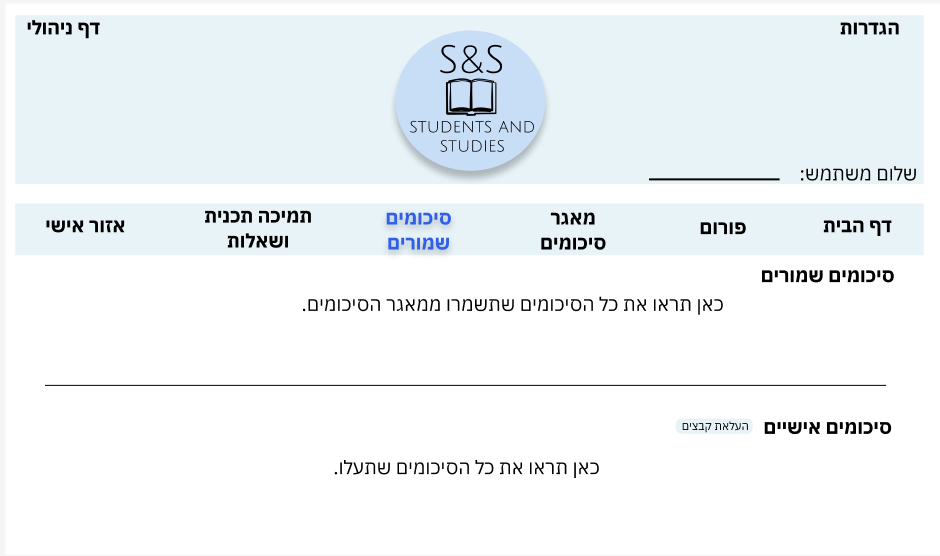 הגדרות
דף ניהולי
S&S
STUDENTS AND
STUDIES
שלום משתמש:
דף הבית
פורום
מאגר
סיכומים
סיכומים
שמורים
תמיכה תכנית
ושאלות
אזור אישי
סיכומים שמורים
כאן תראו את כל הסיכומים שתשמרו ממאגר הסיכומים.
סיכומים אישיים
העלאת קבצים
כאן תראו את כל הסיכומים שתעלו.